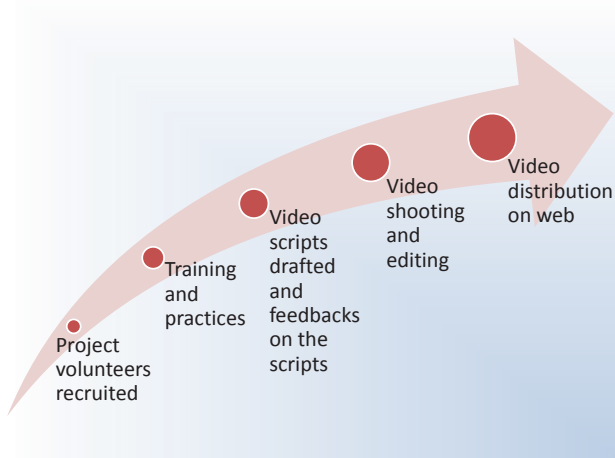 Project
volunteers
recruited
Training
and
practices
Video
scripts
drafted
and
feedbacks
on the
scripts
Video
shooting
and
editing
Video
distribution
on web